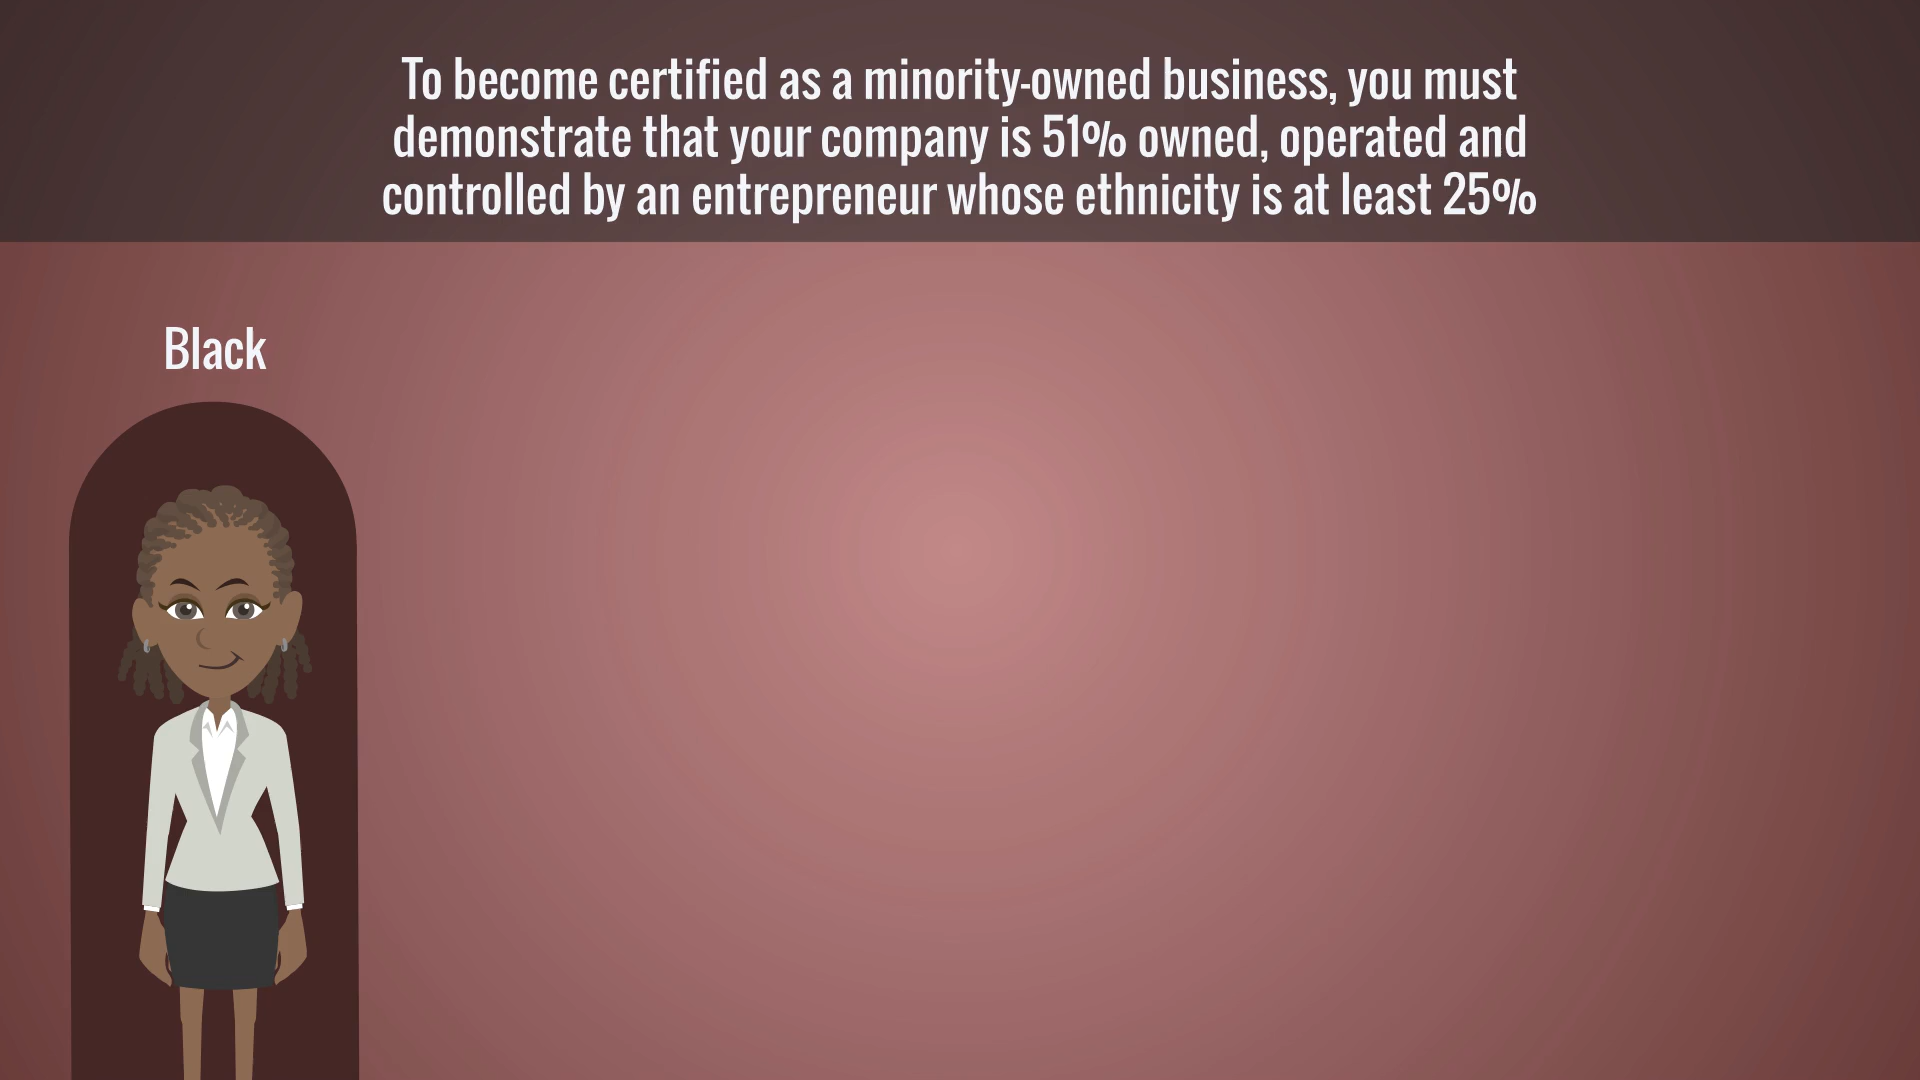 To become certified as a minority-owned business, you must
demonstrate that your company is 51% owned, operated and
controlled by an entrepreneur whose ethnicity is at least 25%
Black